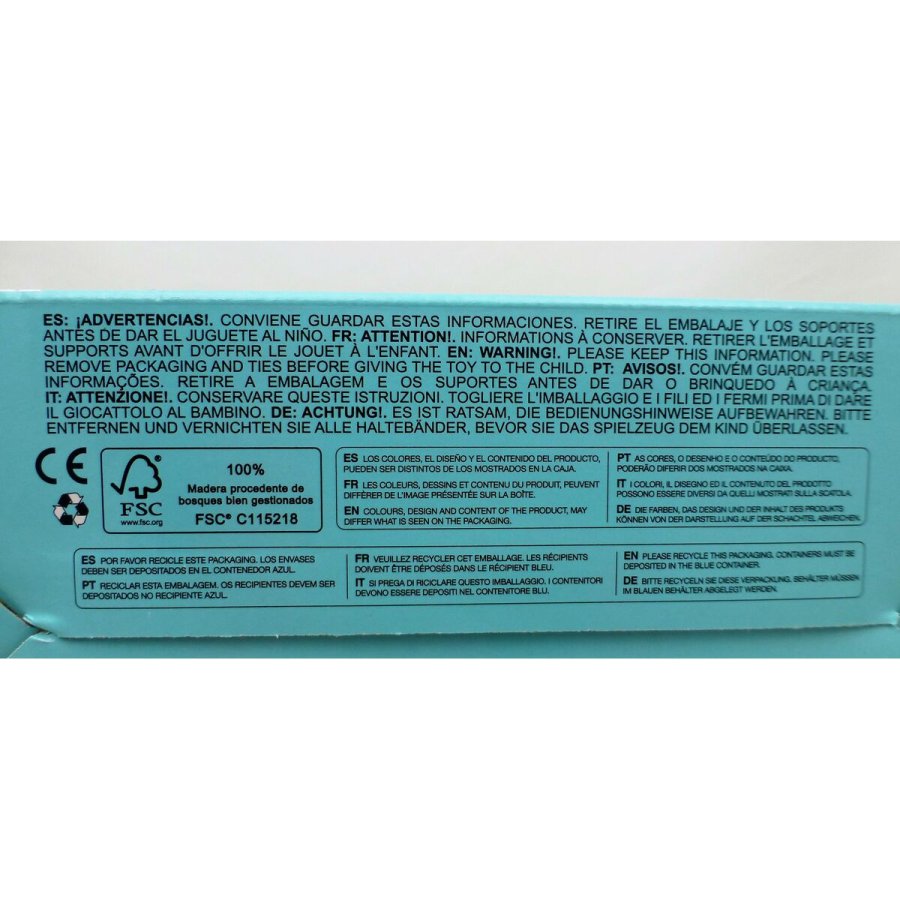 ES: ¡ADVERTENCIAS!. CONVIENE GUARDAR ESTAS INFORMACIONES. RETIRE EL EMBALAJE Y LOS SOPORTES
ANTES DE DAR EL JUGUETE AL NIÑO. FR: ATTENTION!. INFORMATIONS À CONSERVER. RETIRER L'EMBALLAGE ET
SUPPORTS AVANT D'OFFRIR LE JOUET À L'ENFANT. EN: WARNING!. PLEASE KEEP THIS INFORMATION. PLEASE
REMOVE PACKAGING AND TIES BEFORE GIVING THE TOY TO THE CHILD. PT: AVISOS!. CONVÉM GUARDAR ESTAS
INFORMAÇÕES. RETIRE A EMBALAGEM E OS SUPORTES ANTES DE DAR O BRINQUEDO À CRIANÇA.
IT: ATTENŻIONE!. CONSERVARE QUESTE ISTRUZIONI. TOGLIERE L'IMBALLAGGIO E I FILI ED I FERMI PRIMA DI DARE
IL GIOCATTOLO AL BAMBINO. DE: ACHTUNG!. ES IST RATSAM, DIE BEDIENUNGSHINWEISE AUFBEWAHREN. BITTE
ENTFERNEN UND VERNICHTEN SIE ALLE HALTEBÄNDER, BEVOR SIE DAS SPIELZEUG DEM KIND ÜBERLASSEN.
CE
FSC
www.fsc.org
100%
Madera procedente de
bosques bien gestionados
FSC® C115218
ES LOS COLORES, EL DISEÑO Y EL CONTENIDO DEL PRODUCTO,
PUEDEN SER DISTINTOS DE LOS MOSTRADOS EN LA CAJA.
FR LES COULEURS, DESSINS ET CONTENU DU PRODUIT, PEUVENT
DIFFÉRER DE L'IMAGE PRÉSENTÉE SUR LA BOÎTE.
EN COLOURS, DESIGN AND CONTENT OF THE PRODUCT, MAY
DIFFER WHAT IS SEEN ON THE PACKAGING.
PT AS CORES, O DESENHO E O CONTEÚDO DO PRODUCTO,
PODERÃO DIFERIR DOS MOSTRADOS NA CAIXA.
IT I COLORI, IL DISEGNO ED IL CONTENUTO DEL PRODOTTO
POSSONO ESSERE DIVERSI DA QUELLI MOSTRATI SULLA SCATOLA.
DE DIE FARBEN, DAS DESIGN UND DER INHALT DES PRODUKTS
KÖNNEN VON DER DARSTELLUNG AUF DER SCHACHTEL ABWEICHEN.
ES POR FAVOR RECICLE ESTE PACKAGING. LOS ENVASES
DEBEN SER DEPOSITADOS EN EL CONTENEDOR AZUL.
PT RECICLAR ESTA EMBALAGEM. OS RECIPIENTES DEVEM SER
DEPOSITADOS NO RECIPIENTE AZUL.
FR VEUILLEZ RECYCLER CET EMBALLAGE. LES RÉCIPIENTS
DOIVENT ÊTRE DÉPOSÉS DANS LE RÉCIPIENT BLEU.
IT SI PREGA DI RICICLARE QUESTO IMBALLAGGIO. I CONTENITORI
DEVONO ESSERE DEPOSITI NEL CONTENITORE BLU.
EN PLEASE RECYCLE THIS PACKAGING. CONTAINERS MUST BE
DEPOSITED IN THE BLUE CONTAINER.
DE BITTE RECYCELN SIE DIESE VERPACKUNG. BEHÄLTER MÜSSEN
IM BLAUEN BEHÄLTER ABGELEGT WERDEN.